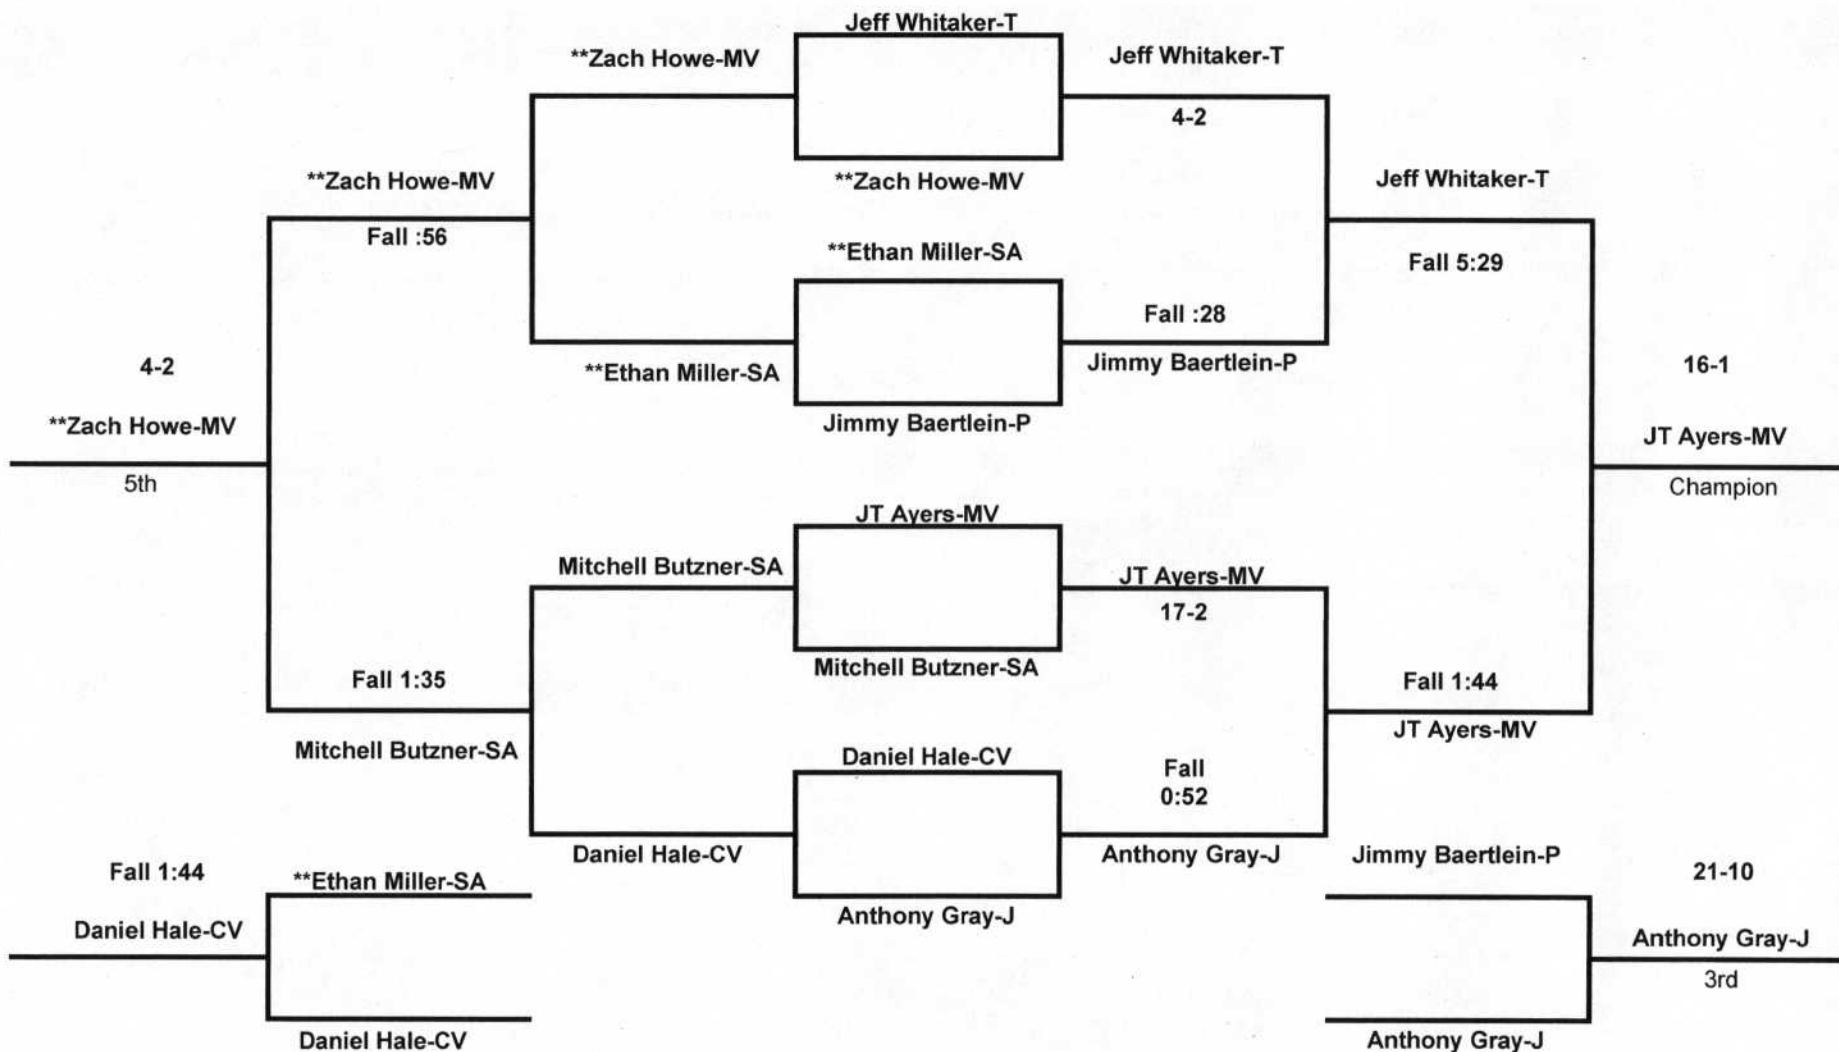 Jeff Whitaker-T
**Zach Howe-MV
Jeff Whitaker-T
4-2
**Zach Howe-MV
**Zach Howe-MV
Jeff Whitaker-T
Fall :56
**Ethan Miller-SA
Fall 5:29
Fall :28
4-2
**Ethan Miller-SA
Jimmy Baertlein-P
16-1
**Zach Howe-MV
Jimmy Baertlein-P
JT Ayers-MV
5th
Champion
JT Ayers-MV
Mitchell Butzner-SA
JT Ayers-MV
17-2
Mitchell Butzner-SA
Fall 1:35
Fall 1:44
Mitchell Butzner-SA
JT Ayers-MV
Daniel Hale-CV
Fall
0:52
Daniel Hale-CV
Anthony Gray-J
Jimmy Baertlein-P
Fall 1:44
**Ethan Miller-SA
21-10
Daniel Hale-CV
Anthony Gray-J
Anthony Gray-J
3rd
Daniel Hale-CV
Anthony Gray-J